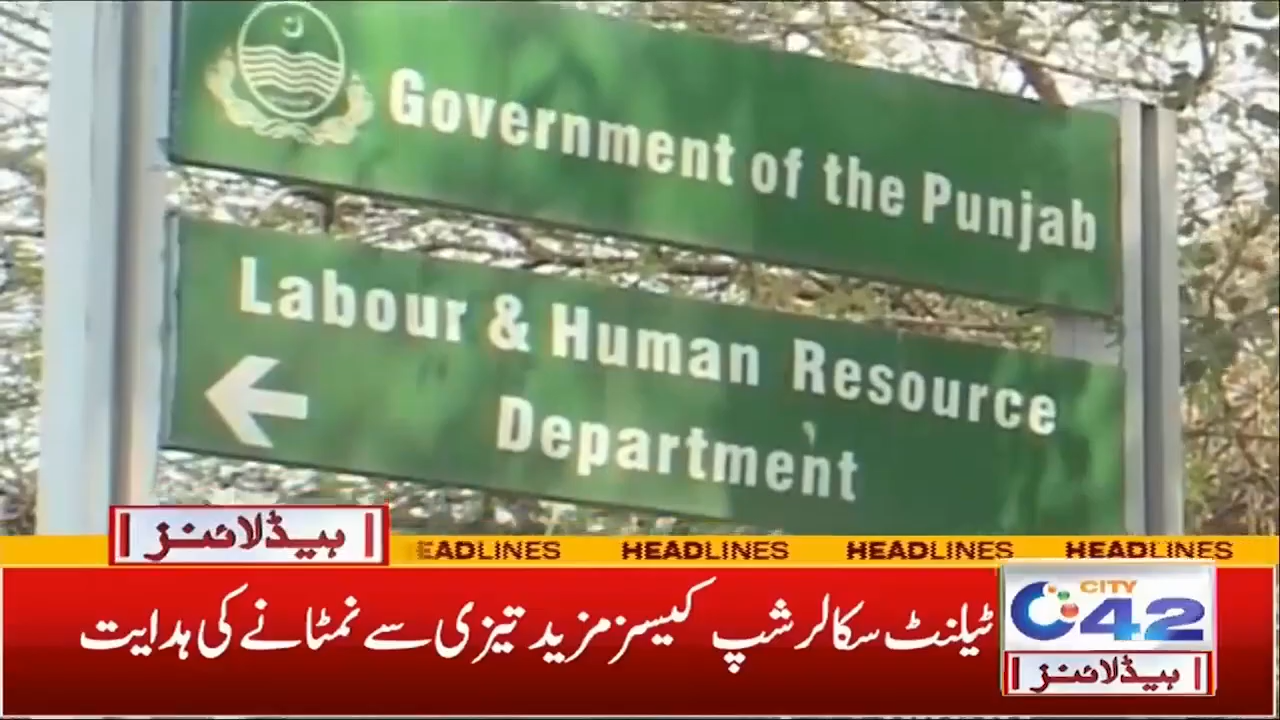 Government of the Punjab
Labour & Human Resource
Department
ہیڈلائنز
EADLINES HEADLINES HEADLINES HEADLINES
ٹیلنٹ سکالرشپ کیسز مزید تیزی سے نمٹانے کی ہدایت
CITY
42
ہیڈلائنز